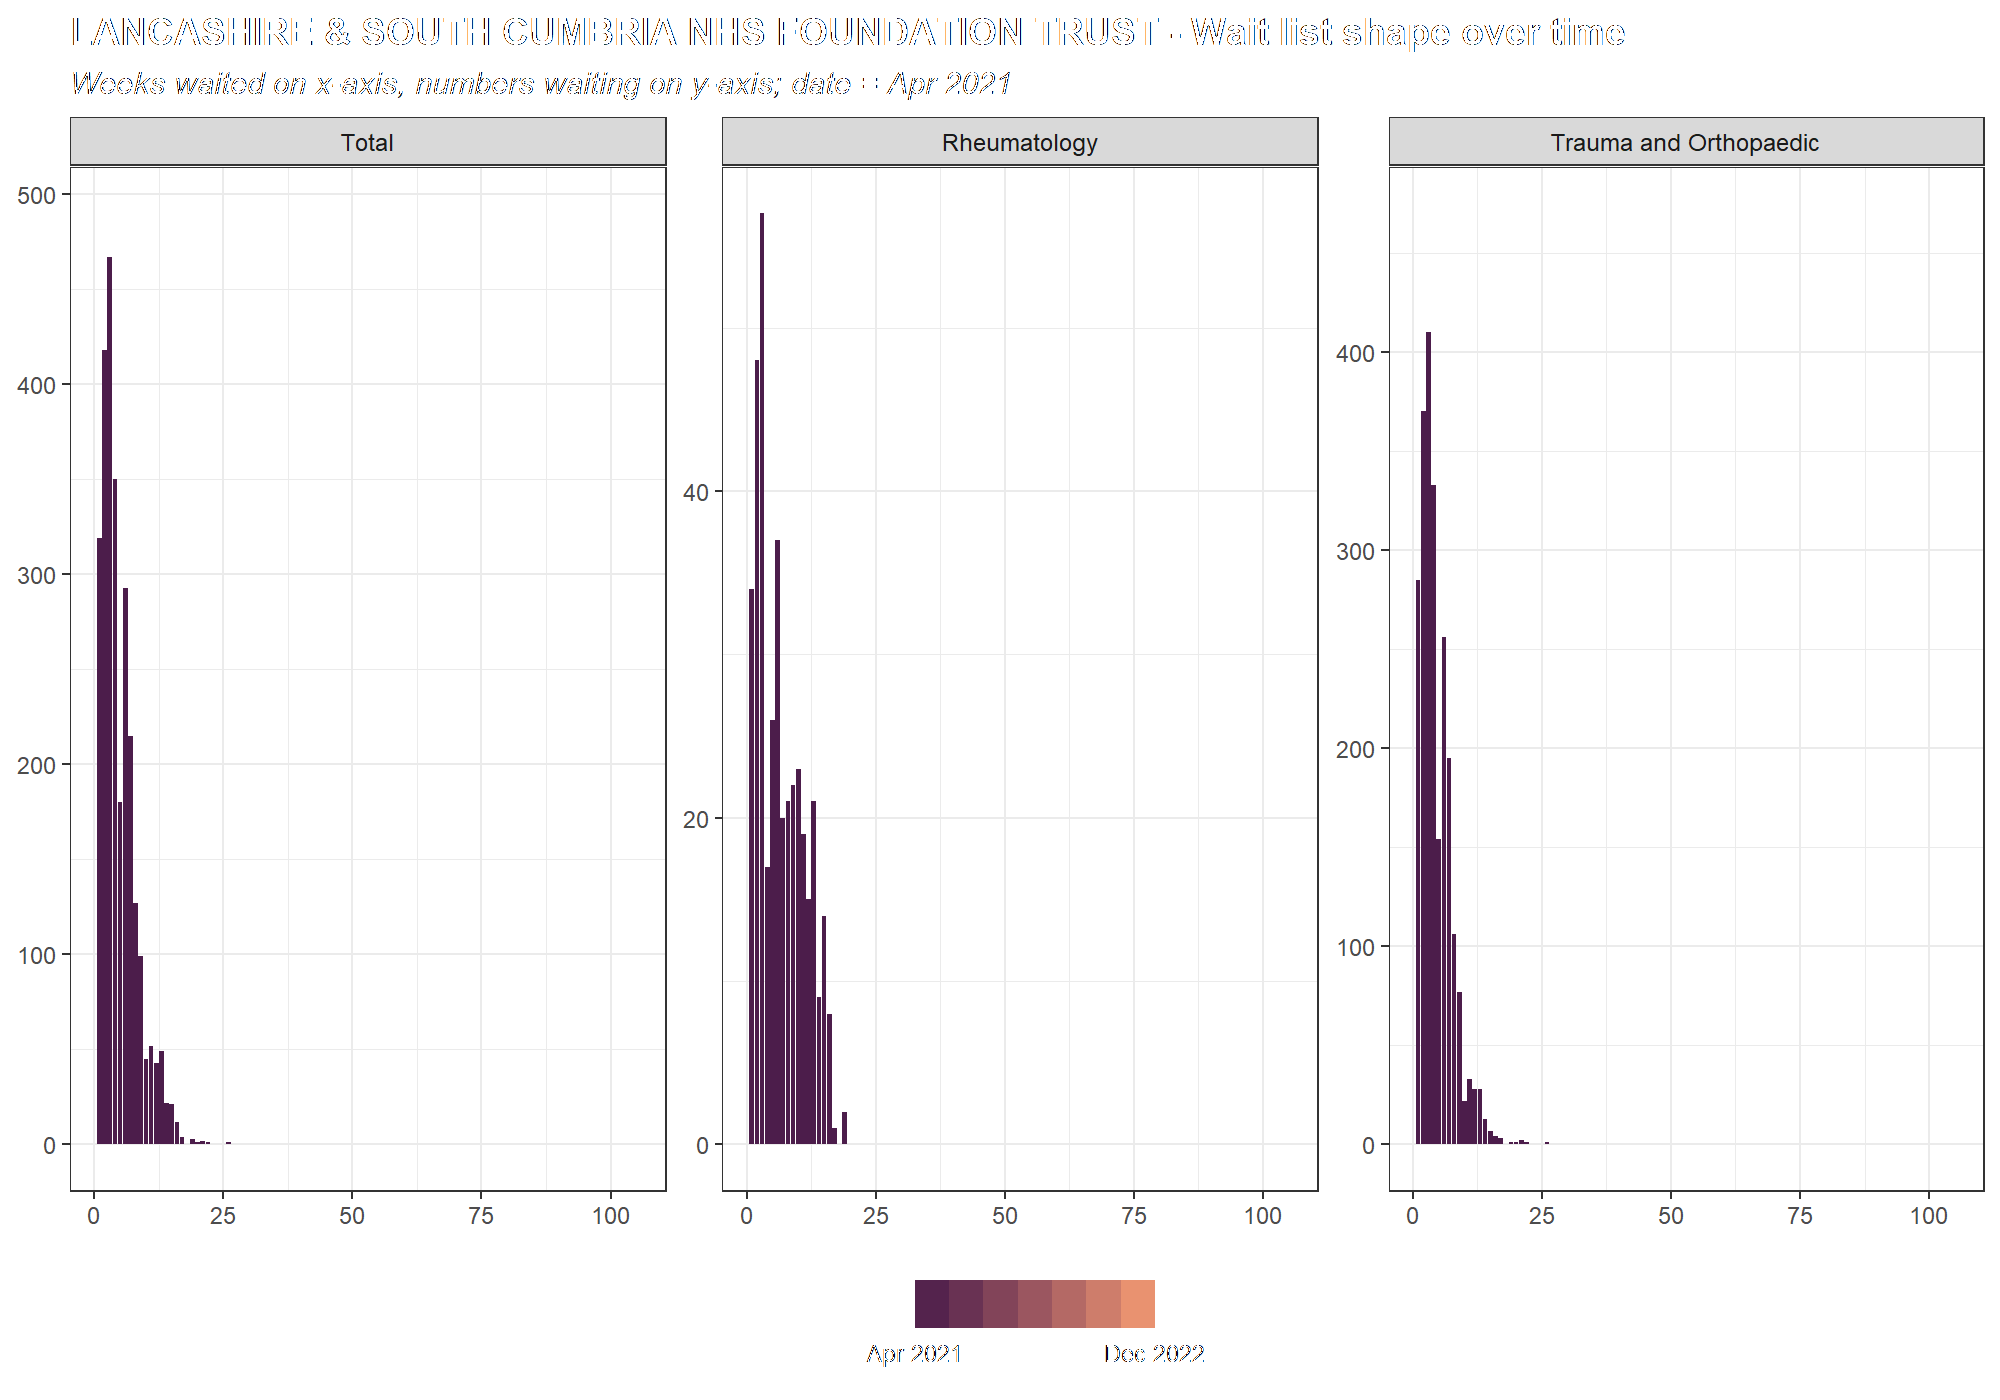 LANCASHIRE & SOUTH CUMBRIA NHS FOUNDATION TRUST - Wait list shape over time
Weeks waited on x-axis, numbers waiting on y-axis; date = Apr 2021
Total
Rheumatology
Trauma and Orthopaedic
500
400
300
200
100
0
40
20
0
400
300
200
100
0
0 25 50 75 100
0 25 50 75 100
0 25 50 75 100
Apr 2021 Dec 2022